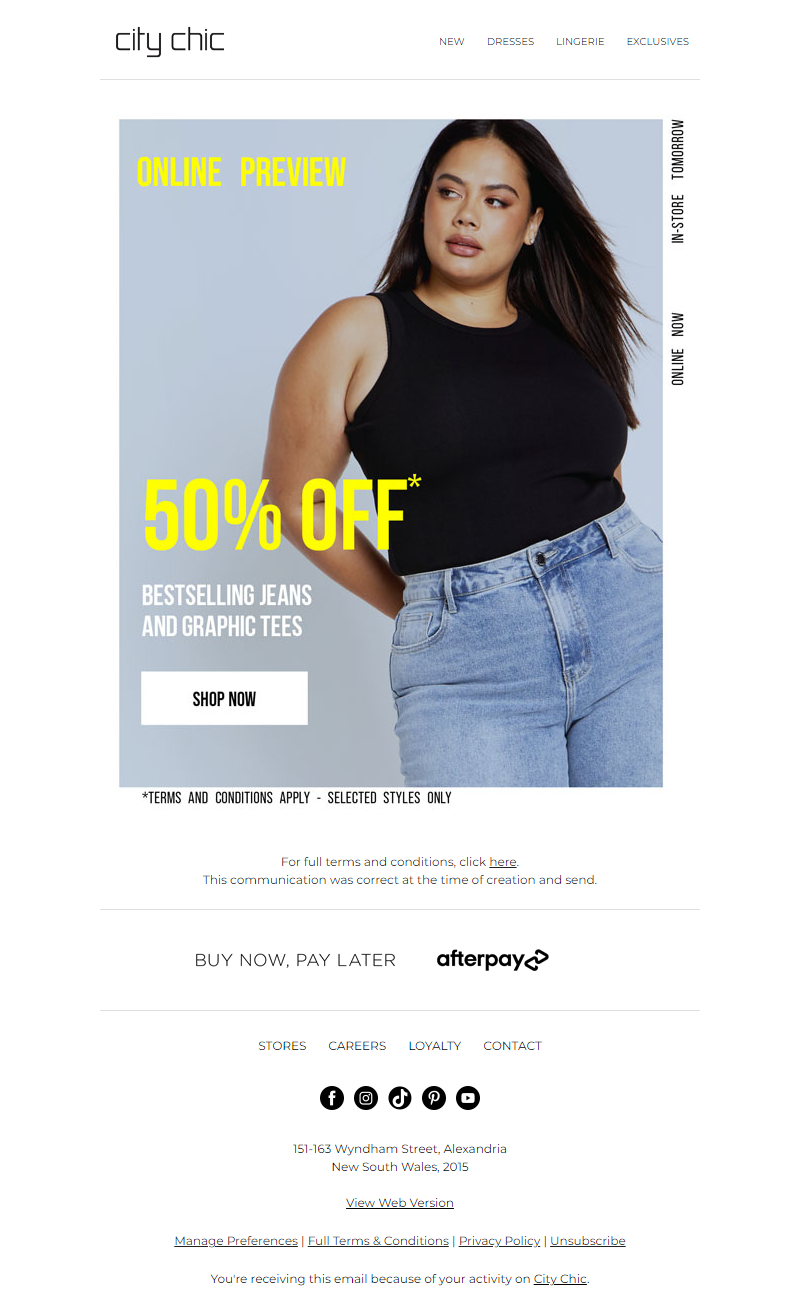 city chic
NEW DRESSES LINGERIE EXCLUSIVES
ONLINE PREVIEW
IN-STORE TOMORROW
ONLINE NOW
50% OFF*
BESTSELLING JEANS
AND GRAPHIC TEES
SHOP NOW
*TERMS AND CONDITIONS APPLY - SELECTED STYLES ONLY
For full terms and conditions, click here.
This communication was correct at the time of creation and send.
BUY NOW, PAY LATER afterpay
STORES CAREERS LOYALTY CONTACT
151-163 Wyndham Street, Alexandria
New South Wales, 2015
View Web Version
Manage Preferences | Full Terms & Conditions | Privacy Policy | Unsubscribe
You're receiving this email because of your activity on City Chic.